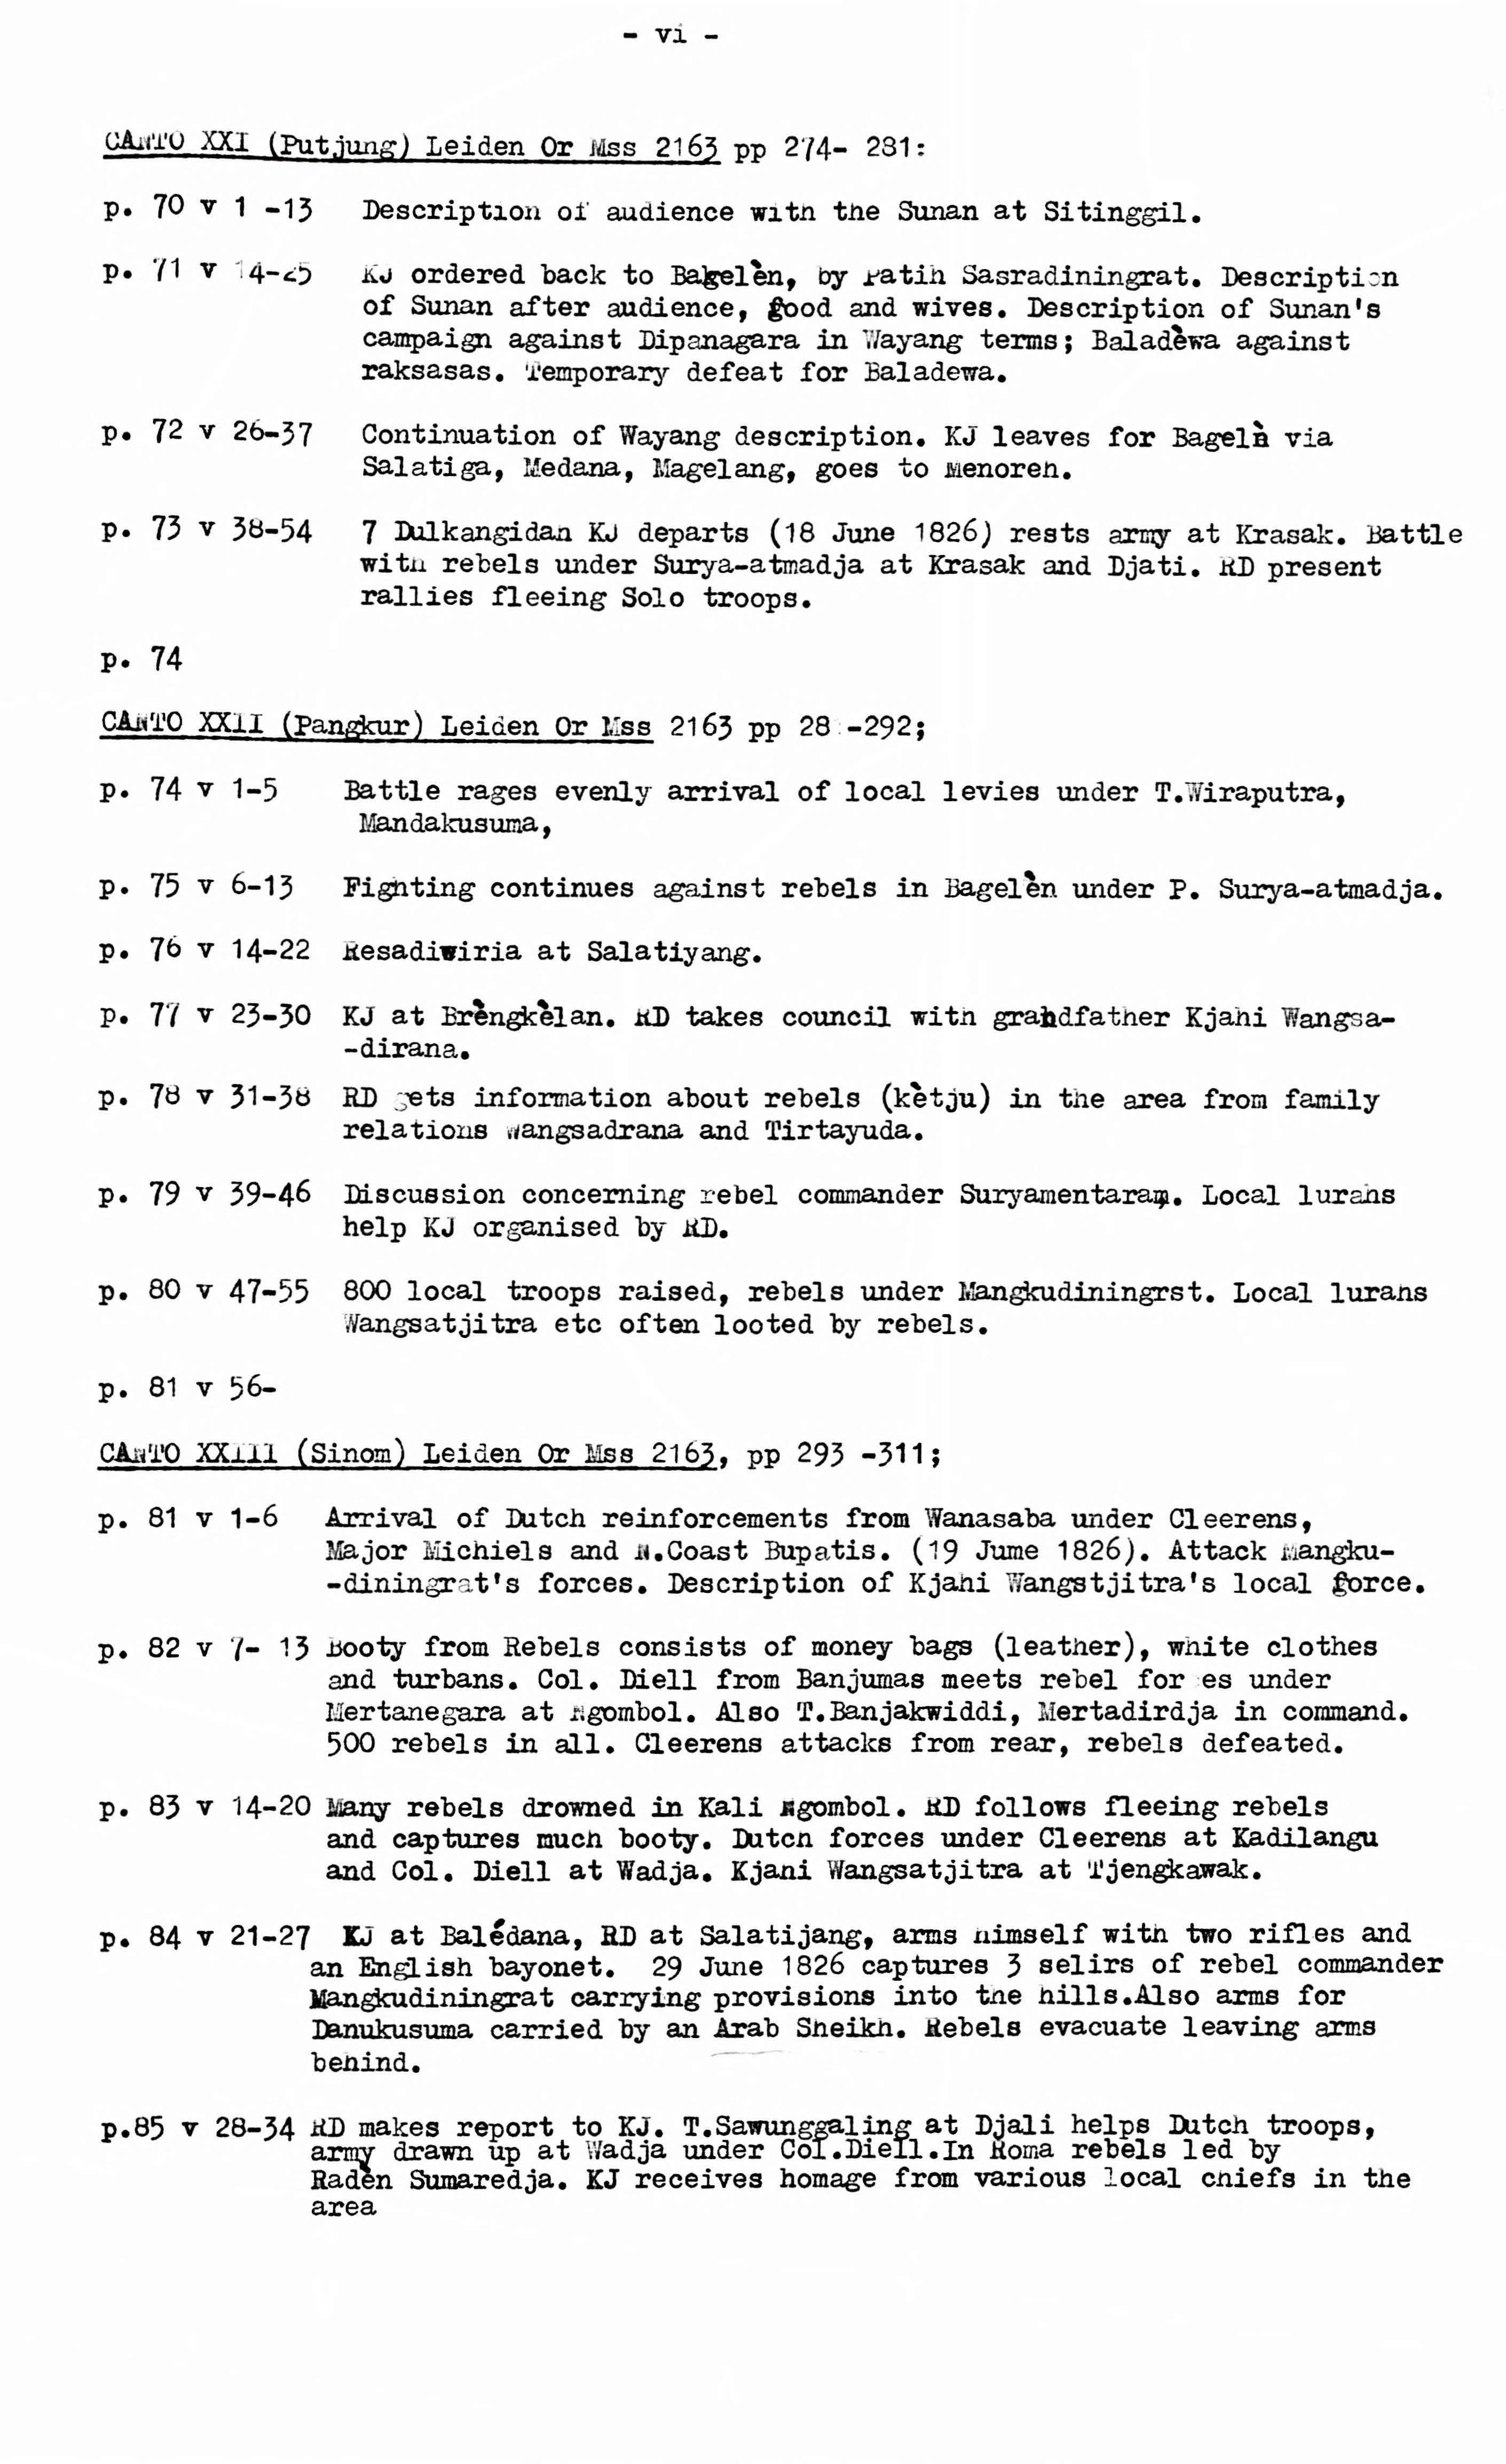 - vi -
CANTO XXI (Putjung) Leiden Or Mss 2163 pp 274- 281:
p. 70 v 1 -13 Description of audience with the Sunan at Sitinggil.
p. 71 v 14-25 KJ ordered back to Bagelèn, by Patih Sasradiningrat. Description
of Sunan after audience, food and wives. Description of Sunan's
campaign against Dipanagara in Wayang terms; Baladèwa against
raksasas. Temporary defeat for Baladewa.
p. 72 v 26-37 Continuation of Wayang description. KJ leaves for Bagelǹ via
Salatiga, Medana, Magelang, goes to Menoreh.
p. 73 v 38-54 7 Dulkangidan KJ departs (18 June 1826) rests army at Krasak. Battle
with rebels under Surya-atmadja at Krasak and Djati. RD present
rallies fleeing Solo troops.
p. 74
CANTO XXII (Pangkur) Leiden Or Mss 2163 pp 28 -292;
p. 74 v 1-5 Battle rages evenly arrival of local levies under T.Wiraputra,
Mandakusuma,
p. 75 v 6-13 Fighting continues against rebels in Bagelèn under P. Surya-atmadja.
p. 76 v 14-22 Resadiwiria at Salatiyang.
p. 77 v 23-30 KJ at Brèngkèlan. RD takes council with grandfather Kjahi Wangsa-
-dirana.
p. 78 v 31-38 RD gets information about rebels (kètju) in the area from family
relations Wangsadrana and Tirtayuda.
p. 79 v 39-46 Discussion concerning rebel commander Suryamentaram. Local lurahs
help KJ organised by RD.
p. 80 v 47-55 800 local troops raised, rebels under Mangkudiningrst. Local lurahs
Wangsatjitra etc often looted by rebels.
p. 81 v 56-
CANTO XXIII (Sinom) Leiden Or Mss 2163, pp 293 -311;
p. 81 v 1-6 Arrival of Dutch reinforcements from Wanasaba under Cleerens,
Major Michiels and N.Coast Bupatis. (19 Jume 1826). Attack Mangku-
-diningrat's forces. Description of Kjahi Wangstjitra's local force.
p. 82 v 7- 13 Booty from Rebels consists of money bags (leather), white clothes
and turbans. Col. Diell from Banjumas meets rebel for es under
Mertanegara at Ngombol. Also T.Banjakwiddi, Mertadirdja in command.
500 rebels in all. Cleerens attacks from rear, rebels defeated.
p. 83 v 14-20 Many rebels drowned in Kali Ngombol. RD follows fleeing rebels
and captures much booty. Dutch forces under Cleerens at Kadilangu
and Col. Diell at Wadja. Kjahi Wangsatjitra at Tjengkawak.
p. 84 v 21-27 KJ at Balédana, RD at Salatijang, arms himself with two rifles and
an English bayonet. 29 June 1826 captures 3 selirs of rebel commander
Mangkudiningrat carrying provisions into the hills.Also arms for
Danukusuma carried by an Arab Sheikh. Rebels evacuate leaving arms
behind.
p.85 v 28-34 RD makes report to KJ. T.Sawunggaling at Djali helps Dutch troops,
army drawn up at Wadja under Col.Diell.In Roma rebels led by
Radèn Sumaredja. KJ receives homage from various local chiefs in the
area